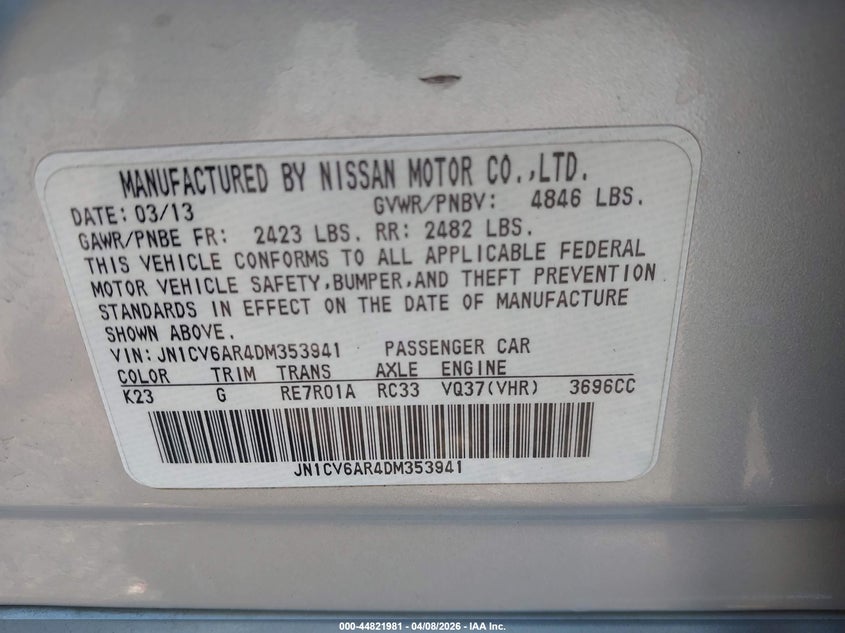 MANUFACTURED BY NISSAN MOTOR CO.,LTD.
DATE: 03/13 GVWR/PNBV: 4846 LBS.
GAWR/PNBE FR: 2423 LBS. RR: 2482 LBS.
THIS VEHICLE CONFORMS TO ALL APPLICABLE FEDERAL
MOTOR VEHICLE SAFETY,BUMPER,AND THEFT PREVENTION
STANDARDS IN EFFECT ON THE DATE OF MANUFACTURE
SHOWN ABOVE.
VIN: JN1CV6AR4DM353941 PASSENGER CAR
COLOR TRIM TRANS AXLE ENGINE
K23 G RE7R01A RC33 VQ37(VHR) 3696CC
JN1CV6AR4DM353941
000-44821981 - 04/08/2026 - IAA Inc.